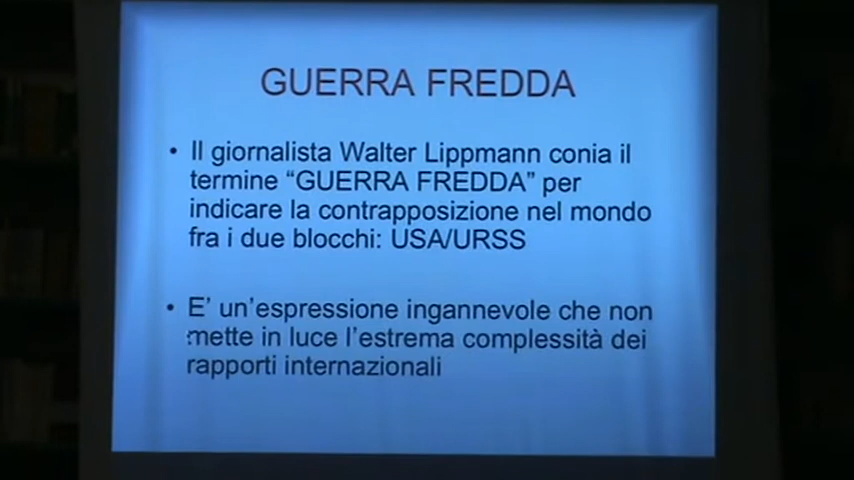 GUERRA FREDDA
• Il giornalista Walter Lippmann conia il
termine “GUERRA FREDDA” per
indicare la contrapposizione nel mondo
fra i due blocchi: USA/URSS
• E’ un’espressione ingannevole che non
mette in luce l’estrema complessità dei
rapporti internazionali